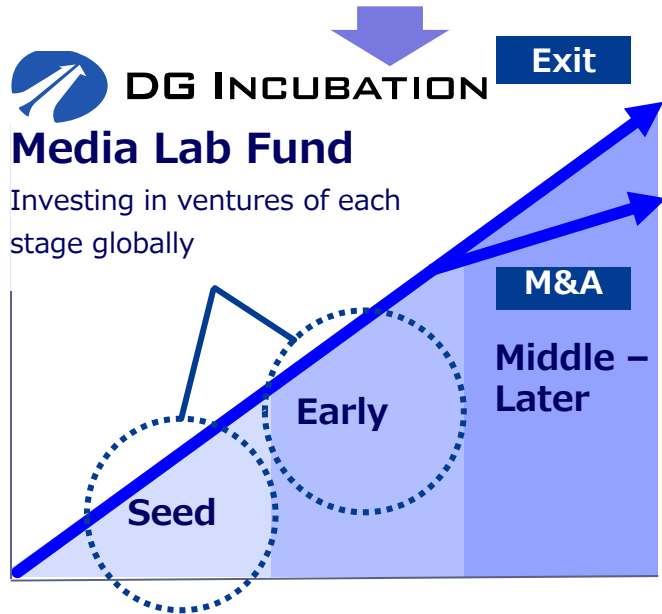 Exit
DG INCUBATION
Media Lab Fund
Investing in ventures of each
stage globally
M&A
Middle –
Later
Early
Seed